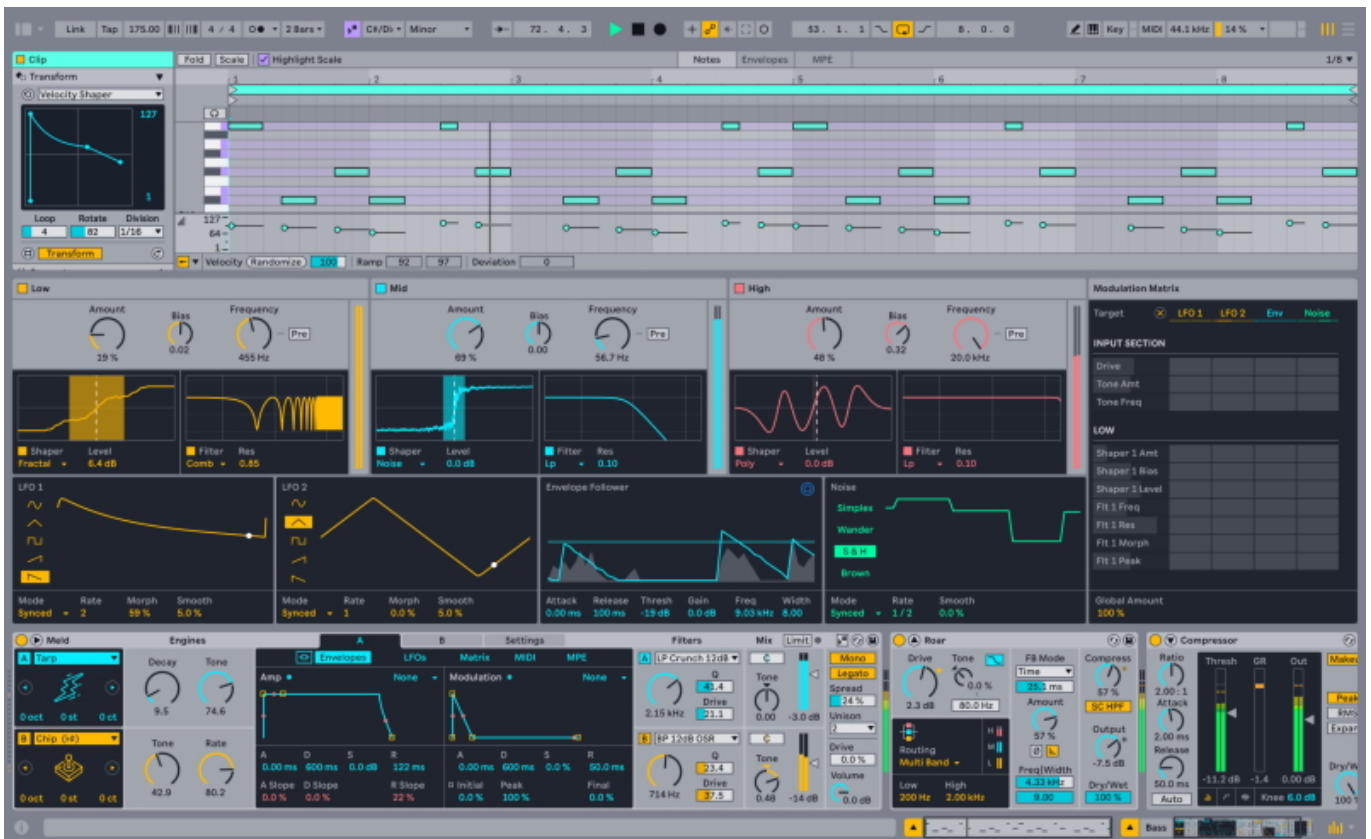 Link Tap 175.00 4 / 4 2 Bars C#/Db Minor 72. 4. 3 53. 1. 1 8. 0. 0 Key MIDI 44.1 kHz 14 %
Clip Fold Scale Highlight Scale Notes Envelopes MPE 1/8
Transform
1 2 3 4 5 6 7 8
Velocity Shaper
127
1
Loop Rotate Division
4 82 1/16
127
64
1
Transform
Velocity Randomize 100 Ramp 92 97 Deviation 0
Low
Amount Bias Frequency
Pre
19 % 0.02 455 Hz
Shaper Level Filter Res
Fractal 6.4 dB Comb 0.85
Mid
Amount Bias Frequency
Pre
69 % 0.00 56.7 Hz
Shaper Level Filter Res
Noise 0.0 dB Lp 0.10
High
Amount Bias Frequency
Pre
48 % 0.32 20.0 kHz
Shaper Level Filter Res
Poly 0.0 dB Lp 0.10
Modulation Matrix
Target LFO 1 LFO 2 Env Noise
INPUT SECTION
Drive
Tone Amt
Tone Freq
LOW
Shaper 1 Amt
Shaper 1 Bias
Shaper 1 Level
Flt 1 Freq
Flt 1 Res
Flt 1 Morph
Flt 1 Peak
Global Amount
100 %
LFO 1
Mode Rate Morph Smooth
Synced 2 59 % 5.0 %
LFO 2
Mode Rate Morph Smooth
Synced 1 0.0 % 5.0 %
Envelope Follower
Attack Release Thresh Gain Freq Width
0.00 ms 100 ms -19 dB 0.0 dB 9.03 kHz 8.00
Noise
Simplex
Wander
S & H
Brown
Mode Rate Smooth
Synced 1 / 2 0.0 %
Meld Engines A B Settings Filters Mix Limit
A Tarp
0 oct 0 st 0 ct
Decay Tone
9.5 74.6
B Chip
0 oct 0 st 0 ct
Tone Rate
42.9 80.2
Envelopes LFOs Matrix MIDI MPE
Amp None Modulation None
A D S R A D S R
0.00 ms 600 ms 0.0 dB 122 ms 0.00 ms 600 ms 0.0 % 50.0 ms
A Slope D Slope R Slope Initial Peak Final
0.0 % 0.0 % 22 % 0.0 % 100 % 0.0 %
A LP Crunch 12dB C
Q
41.4
Drive
2.15 kHz 21.1
Tone
0.00 -3.0 dB
B BP 12dB OSR C
Q
23.4
Drive
714 Hz 37.5
Tone
0.48 -14 dB
Mono
Legato
Spread
24 %
Unison
2
Drive
0.0 %
Volume
0.0 dB
Roar
Drive Tone FB Mode Compress
Time
0.0 %
2.3 dB 80.0 Hz 25.1 ms 57 %
Amount SC HPF
57 %
H
M
L
Routing
Multi Band
Output
-7.5 dB
Freq|Width
Low High 4.33 kHz Dry/Wet
200 Hz 2.00 kHz 9.00 100 %
Compressor
Ratio Thresh GR Out
2.00 : 1
Attack
2.00 ms
Release
50.0 ms
-11.2 dB -1.4 0.00 dB
Auto Knee 6.0 dB
Peak
RMS
Bass